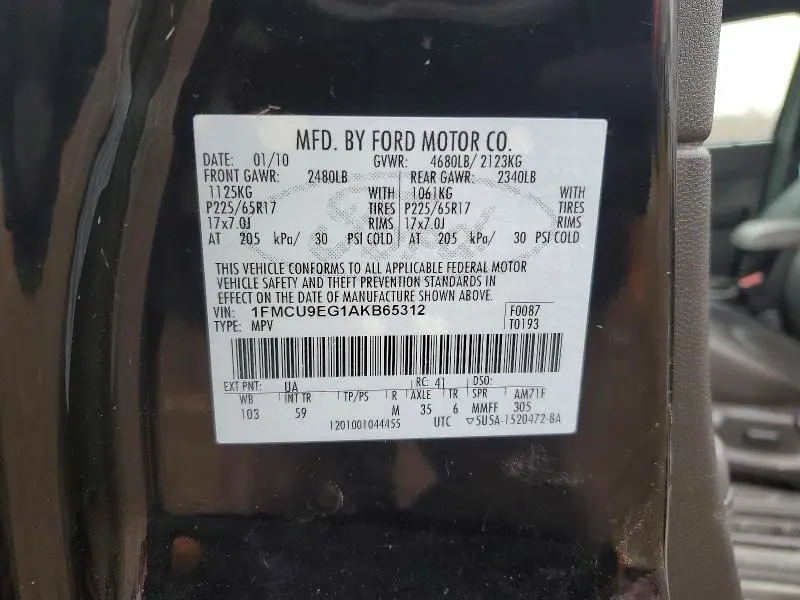 MFD. BY FORD MOTOR CO.
DATE: 01/10 GVWR: 4680LB/ 2123KG
FRONT GAWR: 2480LB REAR GAWR: 2340LB
1125KG WITH 1061KG WITH
P225/65R17 TIRES P225/65R17 TIRES
17x7.0J RIMS 17x7.0J RIMS
AT 205 kPa/ 30 PSI COLD AT 205 kPa/ 30 PSI COLD
Ford
THIS VEHICLE CONFORMS TO ALL APPLICABLE FEDERAL MOTOR
VEHICLE SAFETY AND THEFT PREVENTION STANDARDS IN
EFFECT ON THE DATE OF MANUFACTURE SHOWN ABOVE.
VIN: 1FMCU9EG1AKB65312 F0087
TYPE: MPV T0193
EXT PNT: UA RC: 41 DSO:
WB INT TR TP/PS R AXLE TR SPR AM71F
103 59 M 35 6 MMFF 305
1201001044455 UTC ▽5U5A-1520472-BA